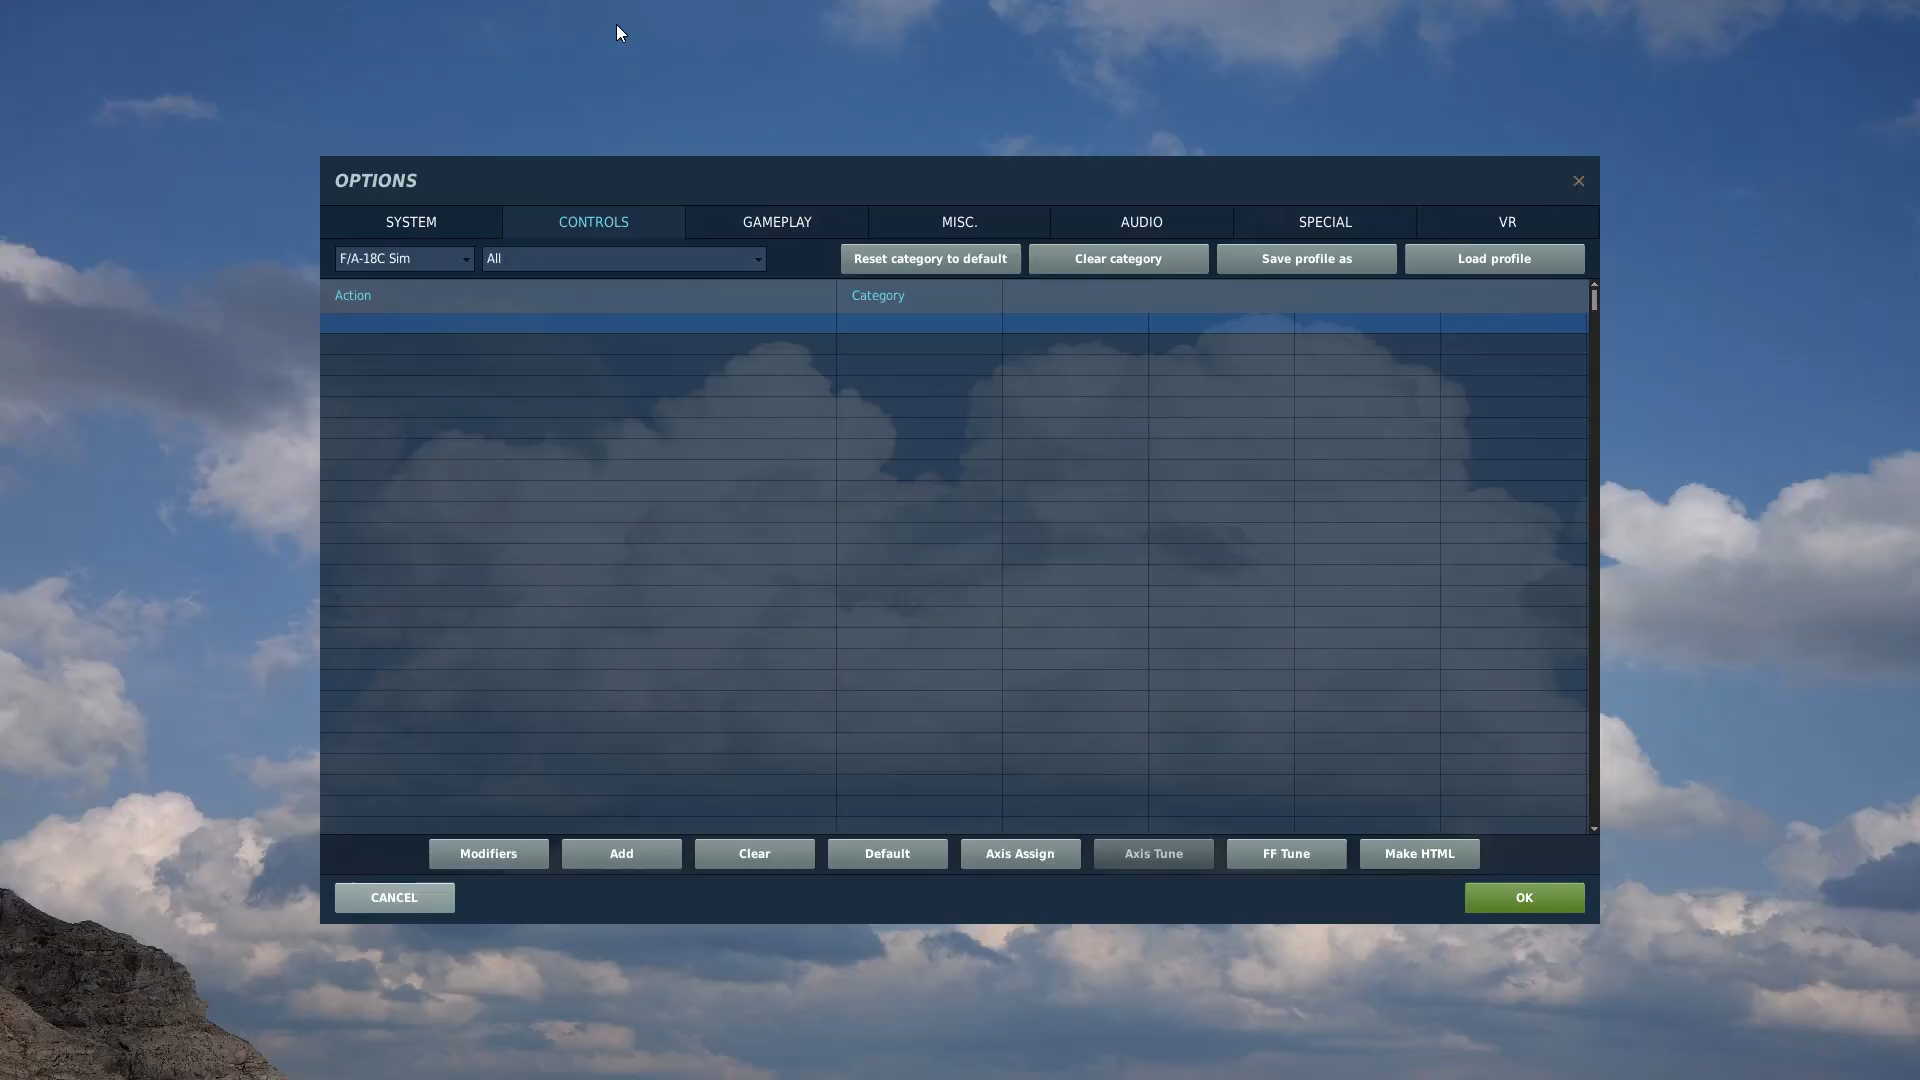 OPTIONS
SYSTEM CONTROLS GAMEPLAY MISC. AUDIO SPECIAL VR
F/A-18C Sim All Reset category to default Clear category Save profile as Load profile
Action Category
Modifiers Add Clear Default Axis Assign Axis Tune FF Tune Make HTML
CANCEL OK